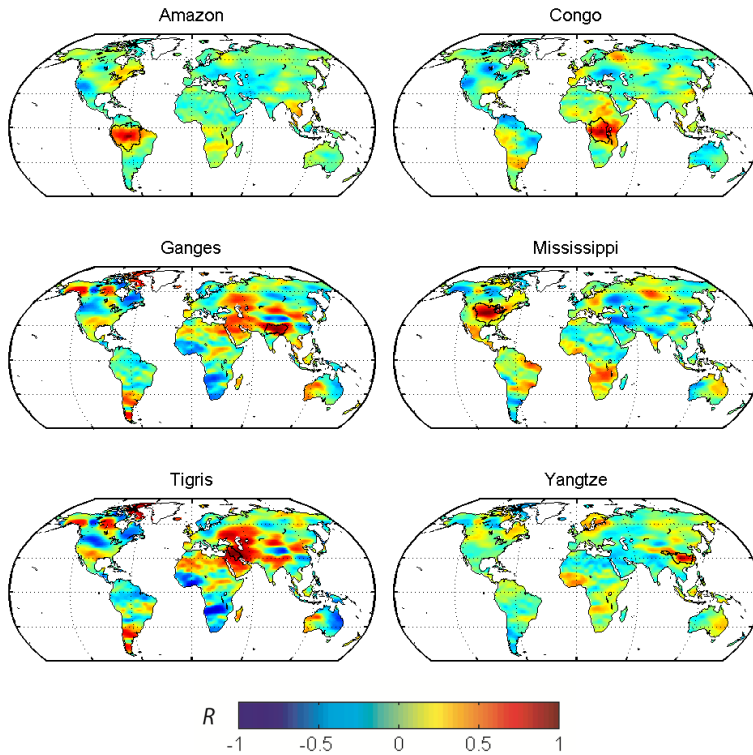 Amazon Congo
Ganges Mississippi
Tigris Yangtze
R
-1 -0.5 0 0.5 1